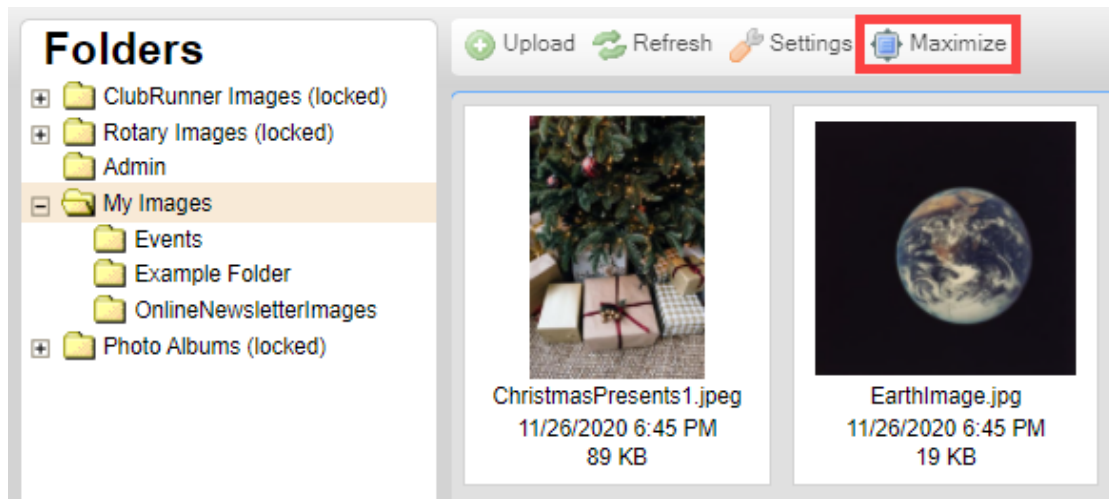 Folders
ClubRunner Images (locked)
Rotary Images (locked)
Admin
My Images
Events
Example Folder
OnlineNewsletterImages
Photo Albums (locked)
Upload Refresh Settings Maximize
ChristmasPresents1.jpeg
11/26/2020 6:45 PM
89 KB
EarthImage.jpg
11/26/2020 6:45 PM
19 KB